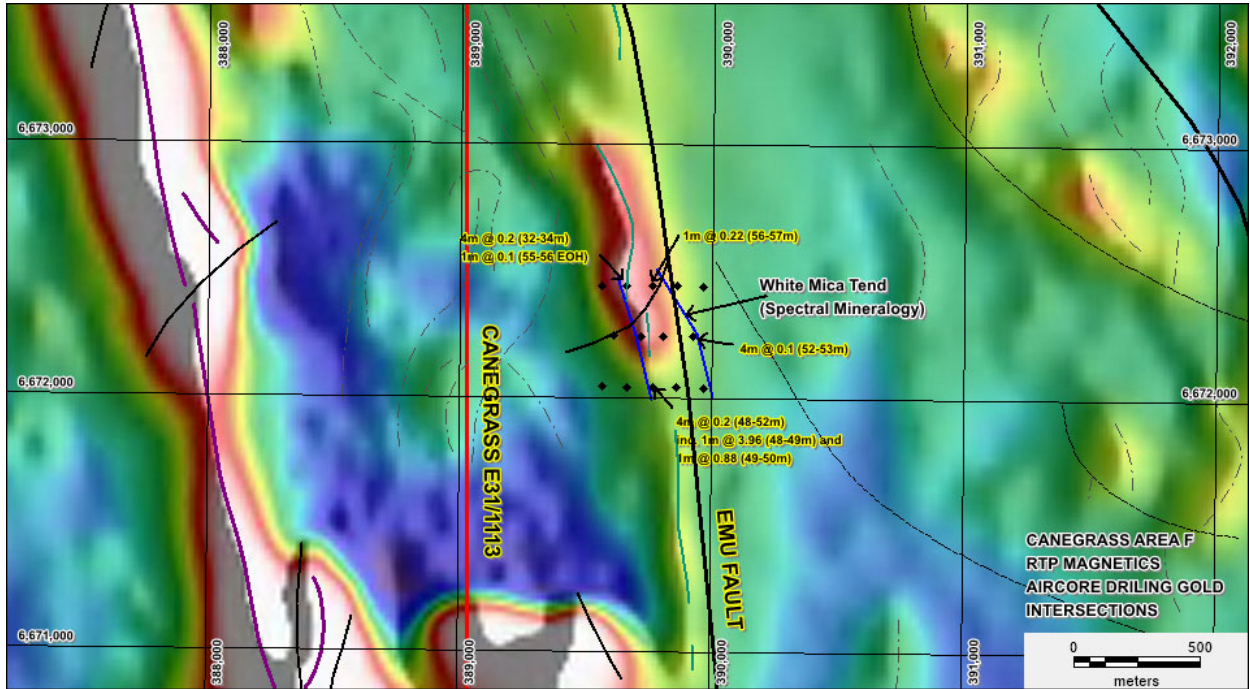 388,000
389,000
390,000
391,000
392,000
6,673,000
6,673,000
4m @ 0.2 (32-34m)
1m @ 0.1 (55-56 EOH)
1m @ 0.22 (56-57m)
White Mica Tend
(Spectral Mineralogy)
4m @ 0.1 (52-53m)
CANEGRASS E31/1113
6,672,000
6,672,000
4m @ 0.2 (48-52m)
inc. 1m @ 3.96 (48-49m) and
1m @ 0.88 (49-50m)
EMU FAULT
CANEGRASS AREA F
RTP MAGNETICS
AIRCORE DRILING GOLD
INTERSECTIONS
6,671,000
388,000
389,000
390,000
391,000
0 500
meters